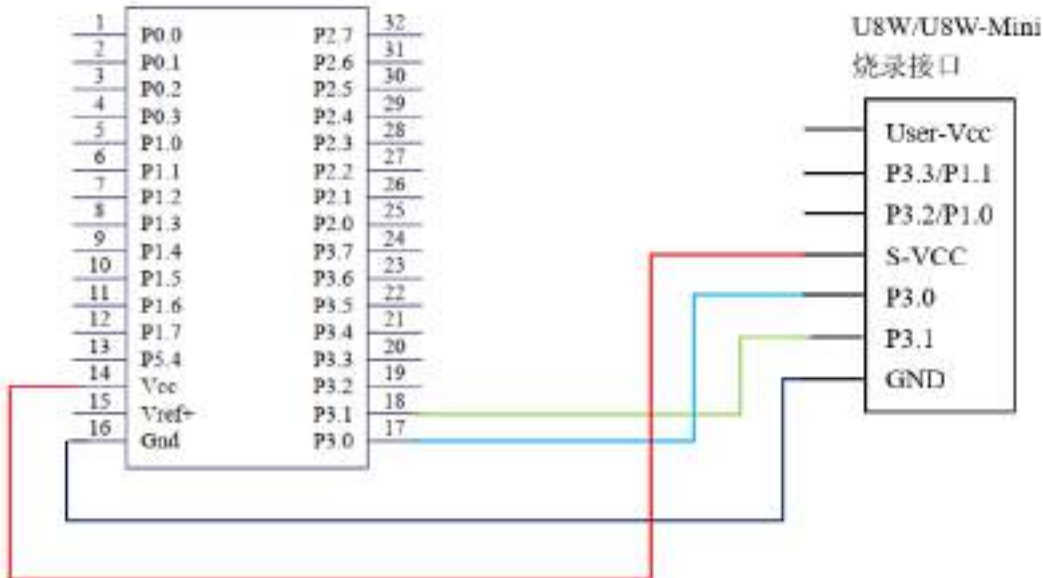 1 P0.0 P2.7 32
2 P0.1 P2.6 31
3 P0.2 P2.5 30
4 P0.3 P2.4 29
5 P1.0 P2.3 28
6 P1.1 P2.2 27
7 P1.2 P2.1 26
8 P1.3 P2.0 25
9 P1.4 P3.7 24
10 P1.5 P3.6 23
11 P1.6 P3.5 22
12 P1.7 P3.4 21
13 P5.4 P3.3 20
14 Vcc P3.2 19
15 Vref+ P3.1 18
16 Gnd P3.0 17
U8W/U8W-Mini
烧录接口
User-Vcc
P3.3/P1.1
P3.2/P1.0
S-VCC
P3.0
P3.1
GND